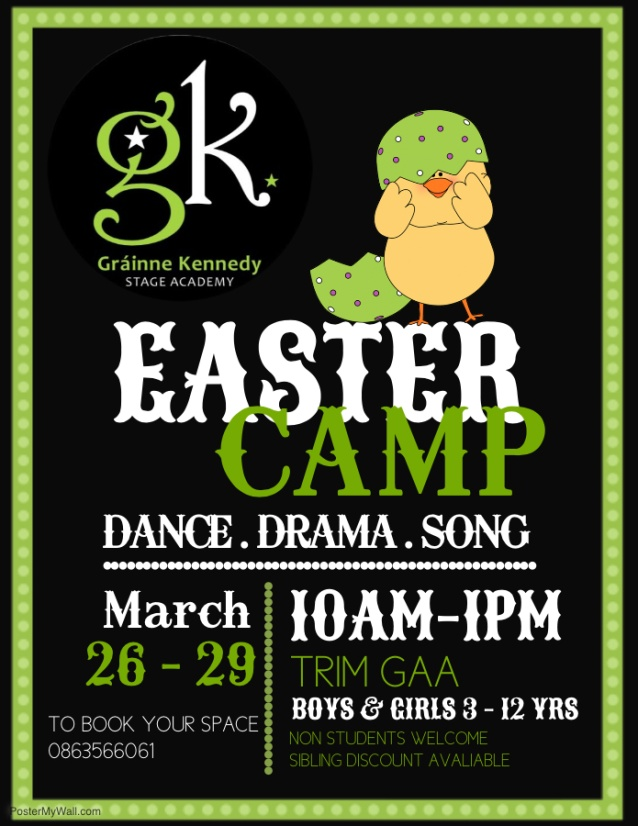 gk.
Gráinne Kennedy
STAGE ACADEMY
EASTER
CAMP
DANCE . DRAMA . SONG
March
26 - 29
TO BOOK YOUR SPACE
0863566061
10AM-1PM
TRIM GAA
BOYS & GIRLS 3 - 12 YRS
NON STUDENTS WELCOME
SIBLING DISCOUNT AVALIABLE
PosterMyWall.com